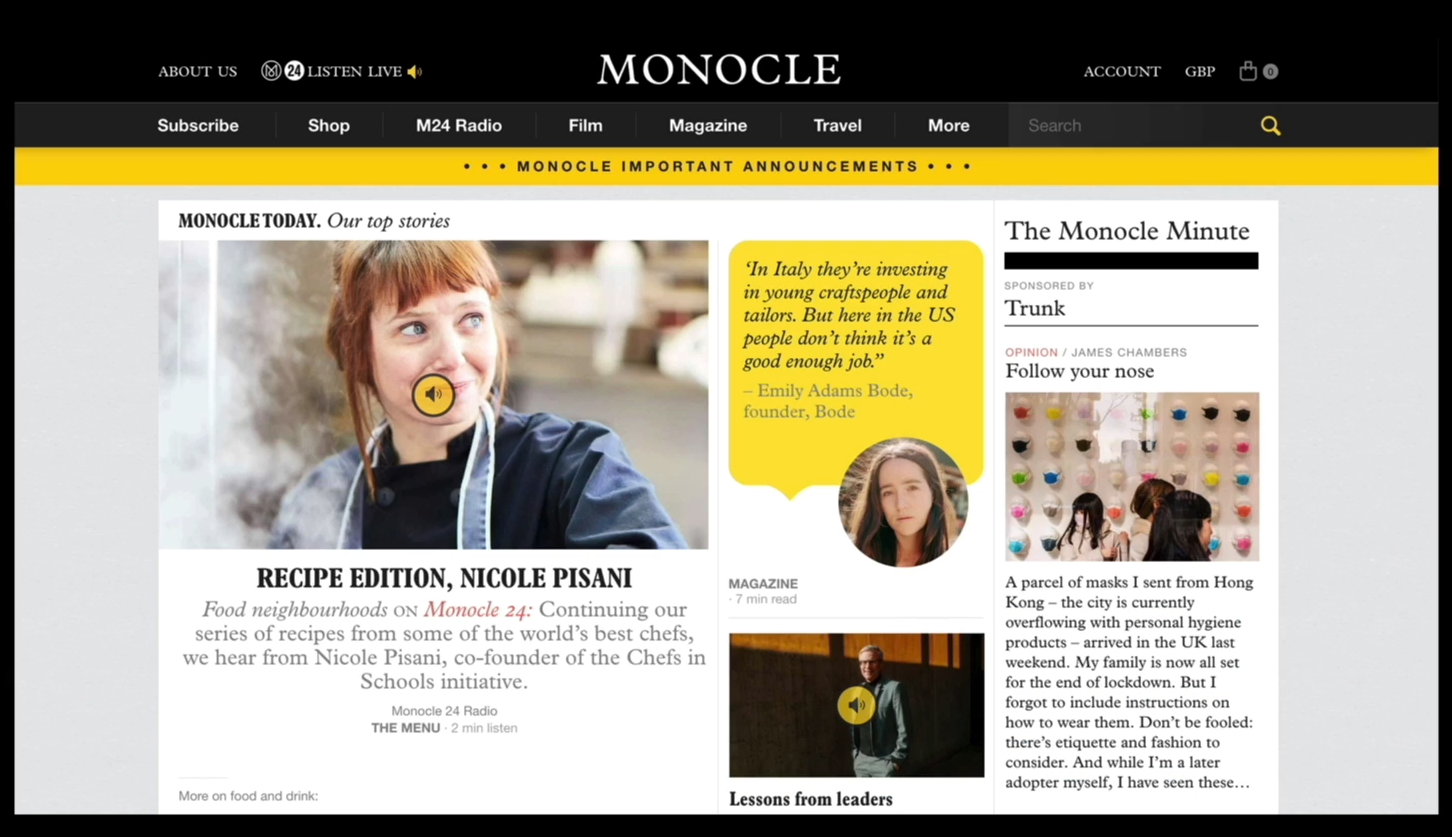 ABOUT US
24 LISTEN LIVE
MONOCLE
ACCOUNT
GBP
0
Subscribe
Shop
M24 Radio
Film
Magazine
Travel
More
Search
• • • MONOCLE IMPORTANT ANNOUNCEMENTS • • •
MONOCLE TODAY. Our top stories
RECIPE EDITION, NICOLE PISANI
Food neighbourhoods ON Monocle 24: Continuing our
series of recipes from some of the world's best chefs,
we hear from Nicole Pisani, co-founder of the Chefs in
Schools initiative.
Monocle 24 Radio
THE MENU · 2 min listen
More on food and drink:
‘In Italy they’re investing
in young craftspeople and
tailors. But here in the US
people don’t think it’s a
good enough job.”
– Emily Adams Bode,
founder, Bode
MAGAZINE
· 7 min read
Lessons from leaders
The Monocle Minute
SPONSORED BY
Trunk
OPINION / JAMES CHAMBERS
Follow your nose
A parcel of masks I sent from Hong
Kong – the city is currently
overflowing with personal hygiene
products – arrived in the UK last
weekend. My family is now all set
for the end of lockdown. But I
forgot to include instructions on
how to wear them. Don’t be fooled:
there’s etiquette and fashion to
consider. And while I’m a later
adopter myself, I have seen these…